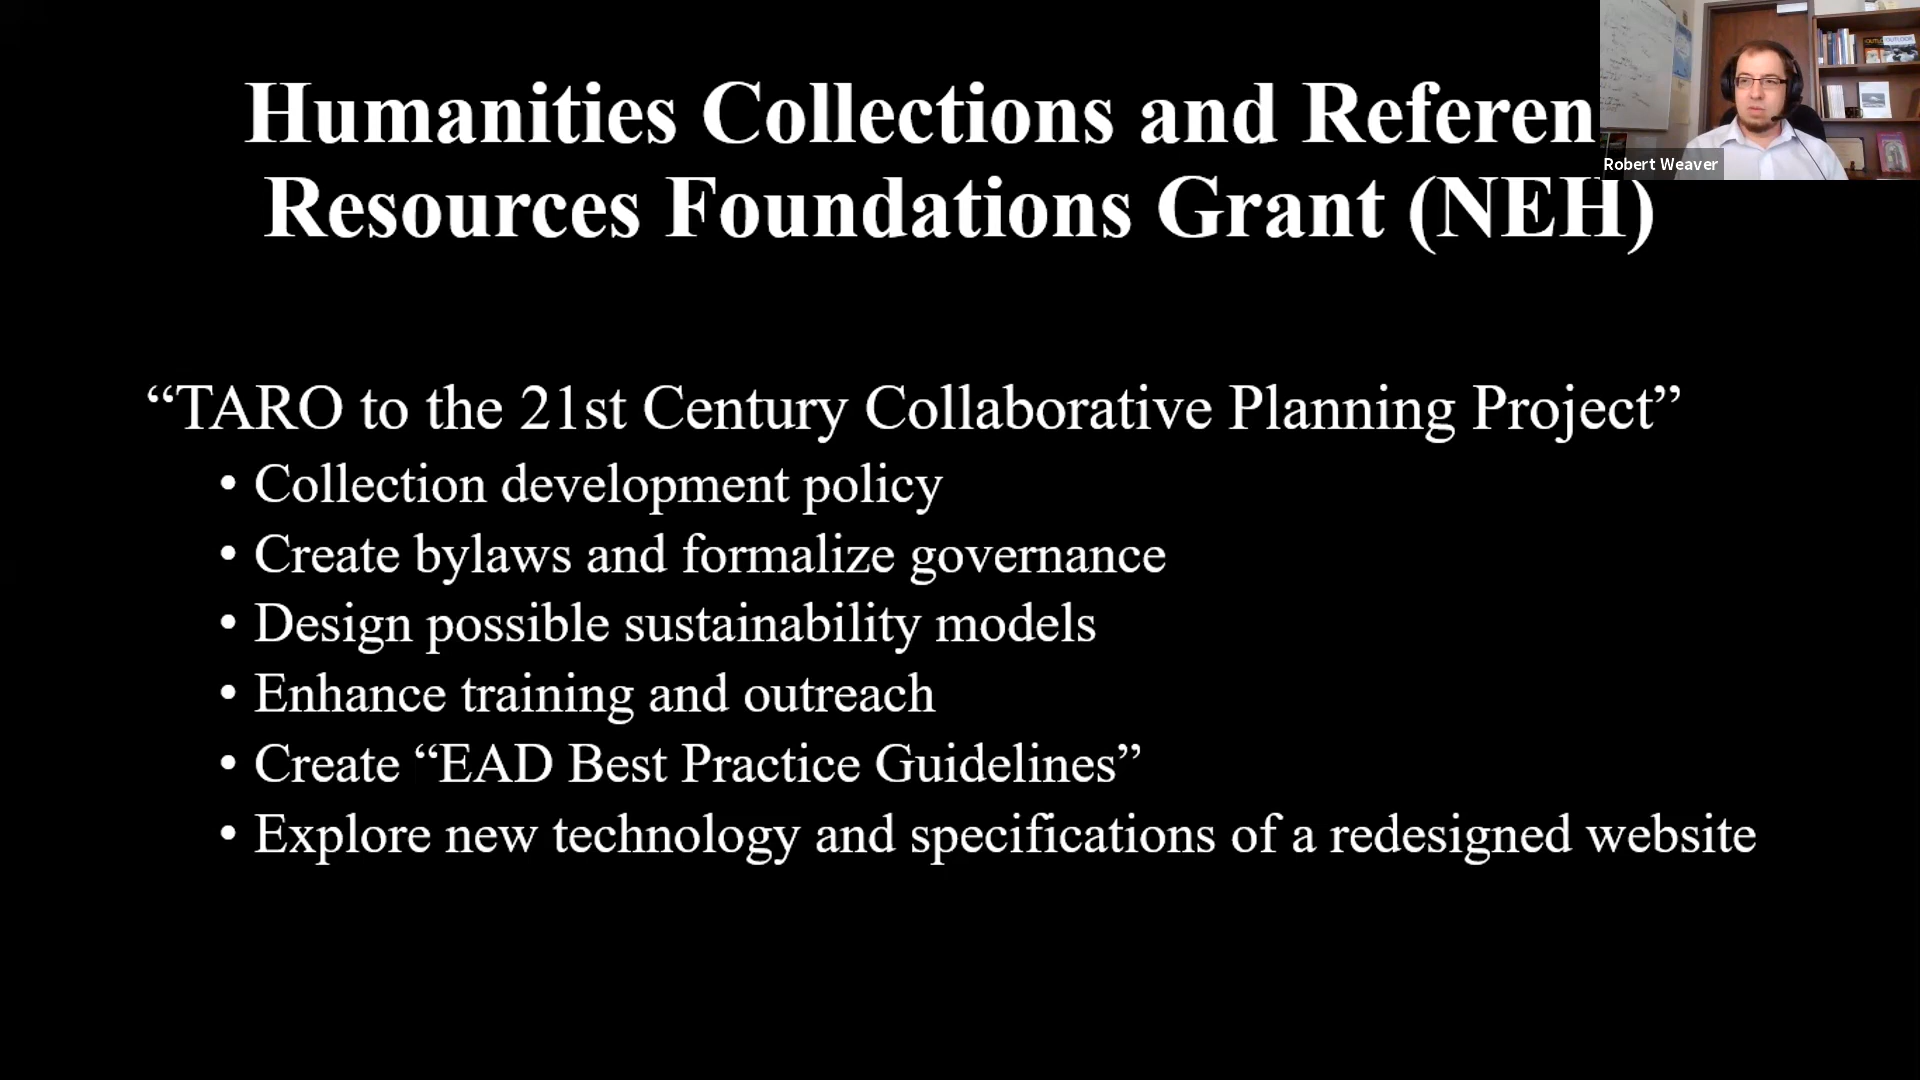 Humanities Collections and Referen
Resources Foundations Grant (NEH)
Robert Weaver
“TARO to the 21st Century Collaborative Planning Project”
• Collection development policy
• Create bylaws and formalize governance
• Design possible sustainability models
• Enhance training and outreach
• Create “EAD Best Practice Guidelines”
• Explore new technology and specifications of a redesigned website